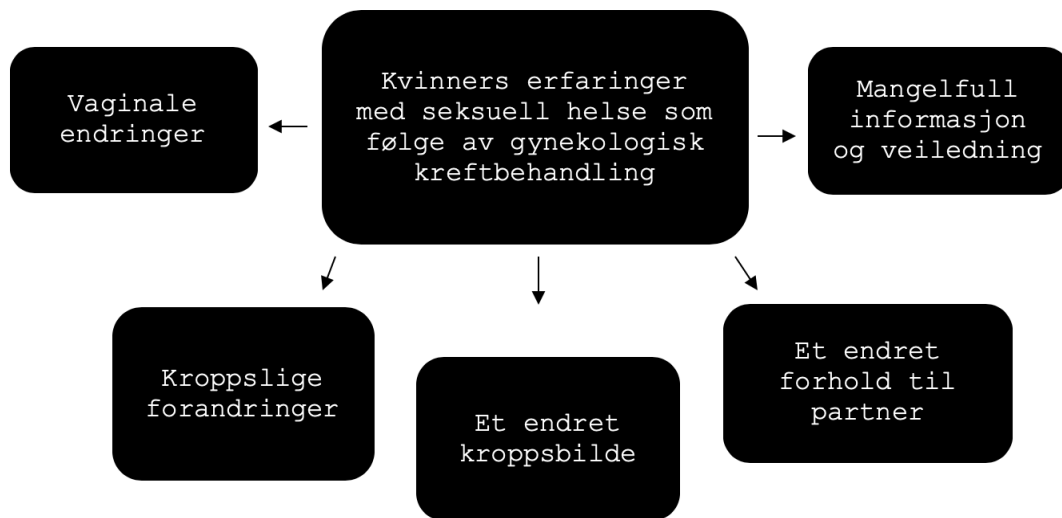 Kvinners erfaringer
med seksuell helse som
følge av gynekologisk
kreftbehandling
Vaginale
endringer
Mangelfull
informasjon
og veiledning
Kroppslige
forandringer
Et endret
kroppsbilde
Et endret
forhold til
partner